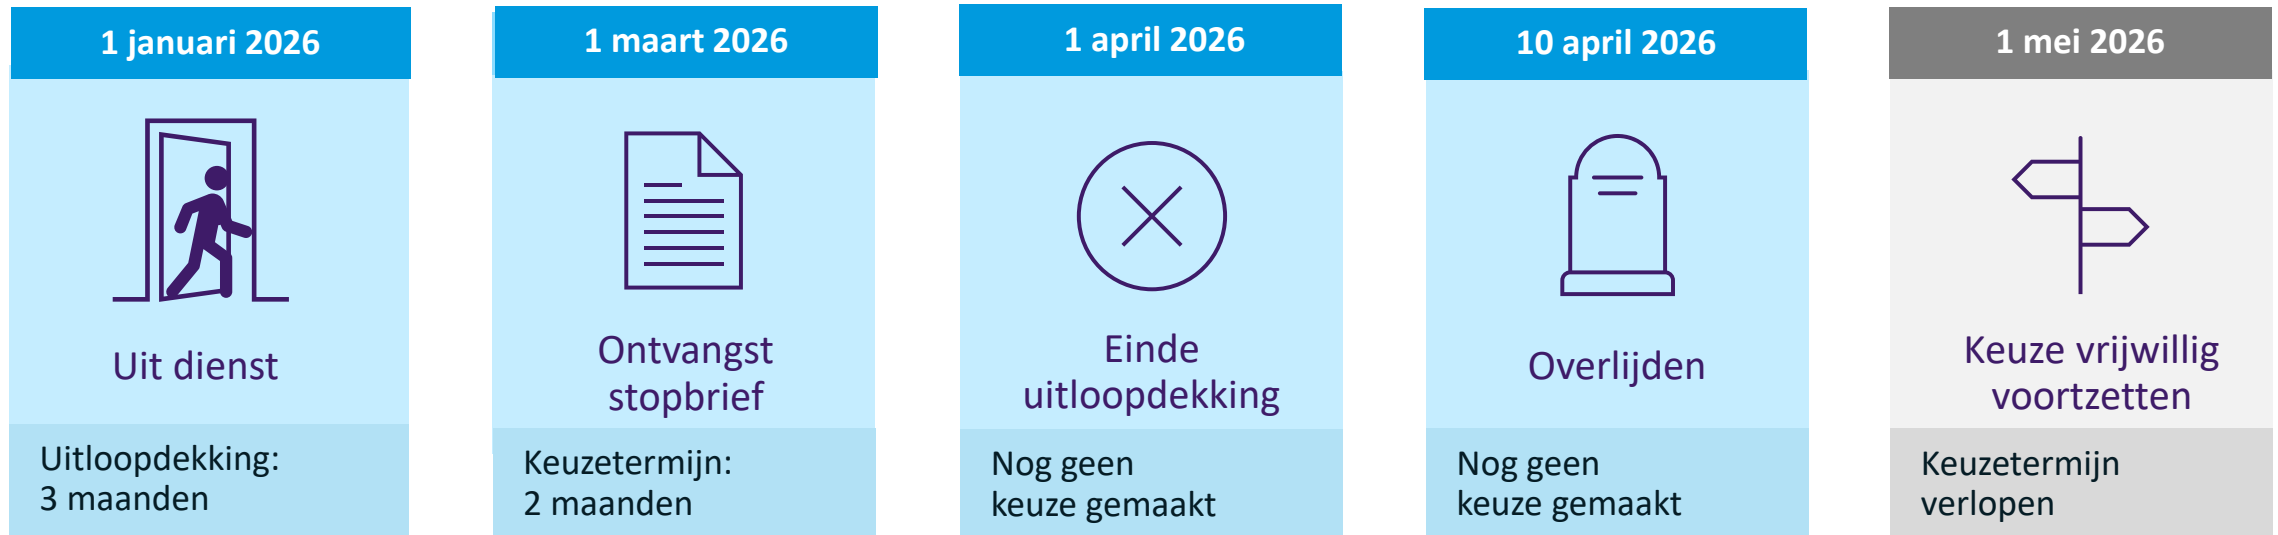 1 januari 2026
Uit dienst
Uitloopdekking:
3 maanden
1 maart 2026
Ontvangst
stopbrief
Keuzetermijn:
2 maanden
1 april 2026
Einde
uitloopdekking
Nog geen
keuze gemaakt
10 april 2026
Overlijden
Nog geen
keuze gemaakt
1 mei 2026
Keuze vrijwillig
voortzetten
Keuzetermijn
verlopen